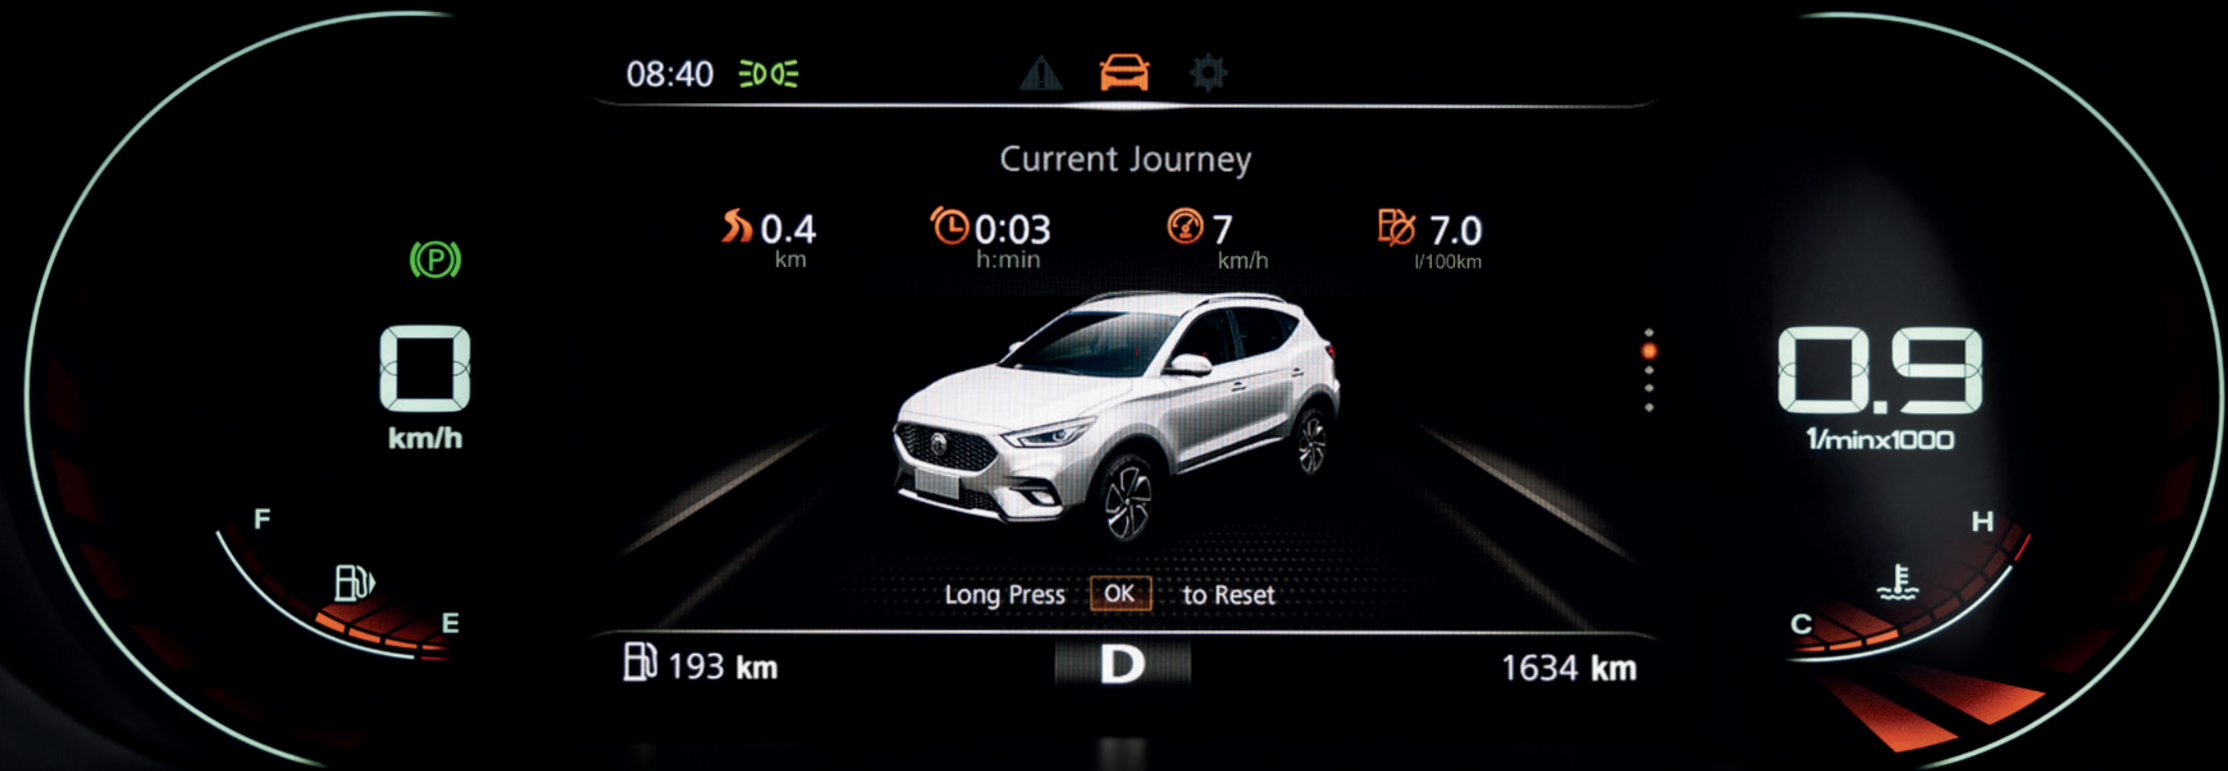 08:40
Current Journey
0.4 0:03 7 7.0
km h:min km/h l/100km
P
0 0.9
km/h 1/minx1000
F H
E C
Long Press OK to Reset
193 km D 1634 km